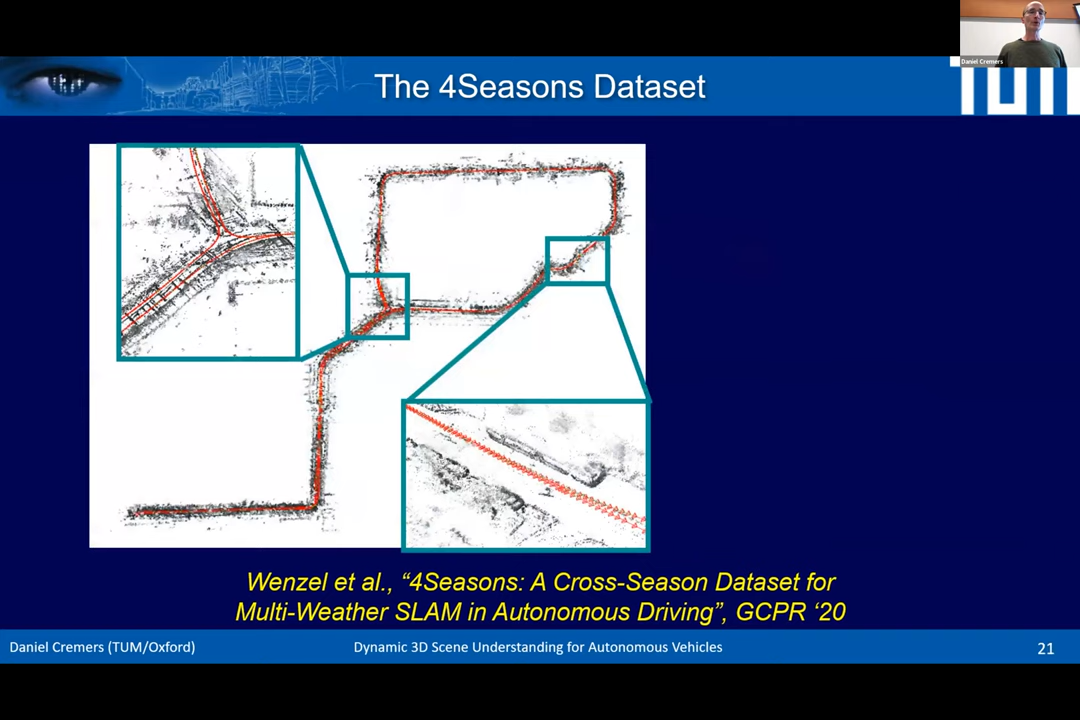 The 4Seasons Dataset
Daniel Cremers
TUM
Wenzel et al., “4Seasons: A Cross-Season Dataset for
Multi-Weather SLAM in Autonomous Driving”, GCPR ‘20
Daniel Cremers (TUM/Oxford)
Dynamic 3D Scene Understanding for Autonomous Vehicles
21